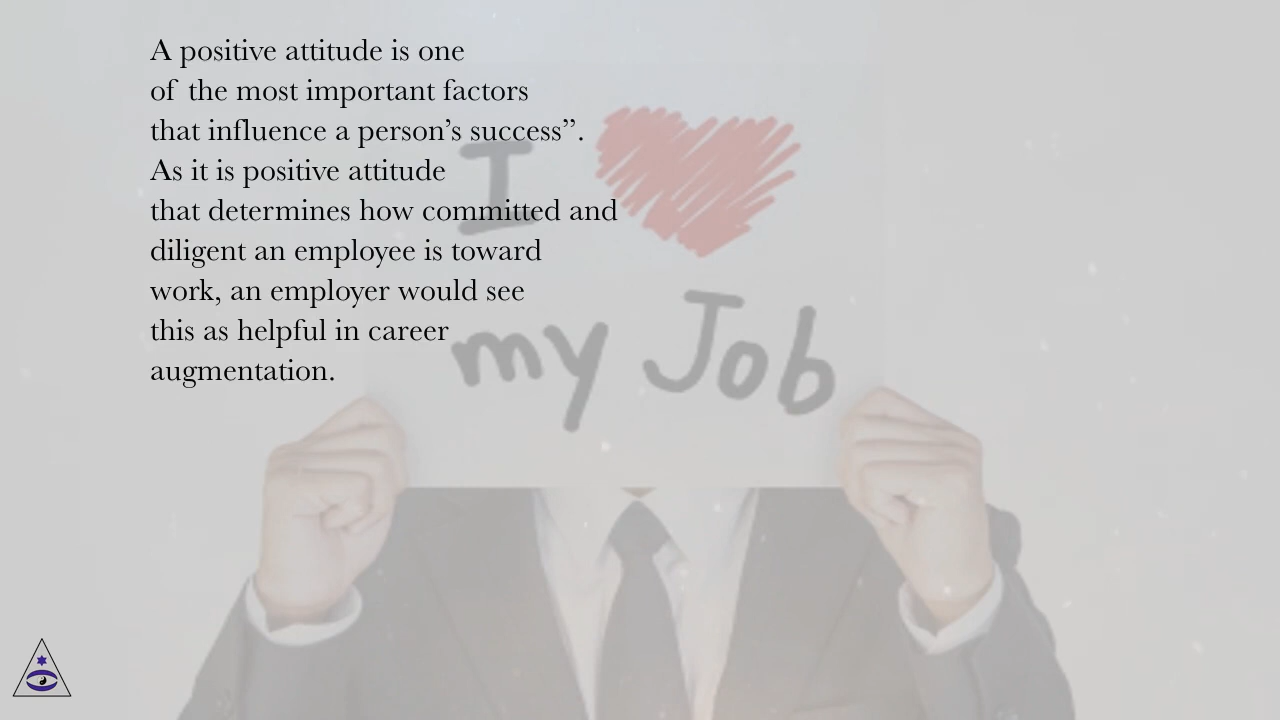 A positive attitude is one
of the most important factors
that influence a person's success”.
As it is positive attitude
that determines how committed and
diligent an employee is toward
work, an employer would see
this as helpful in career
augmentation.
I
my Job